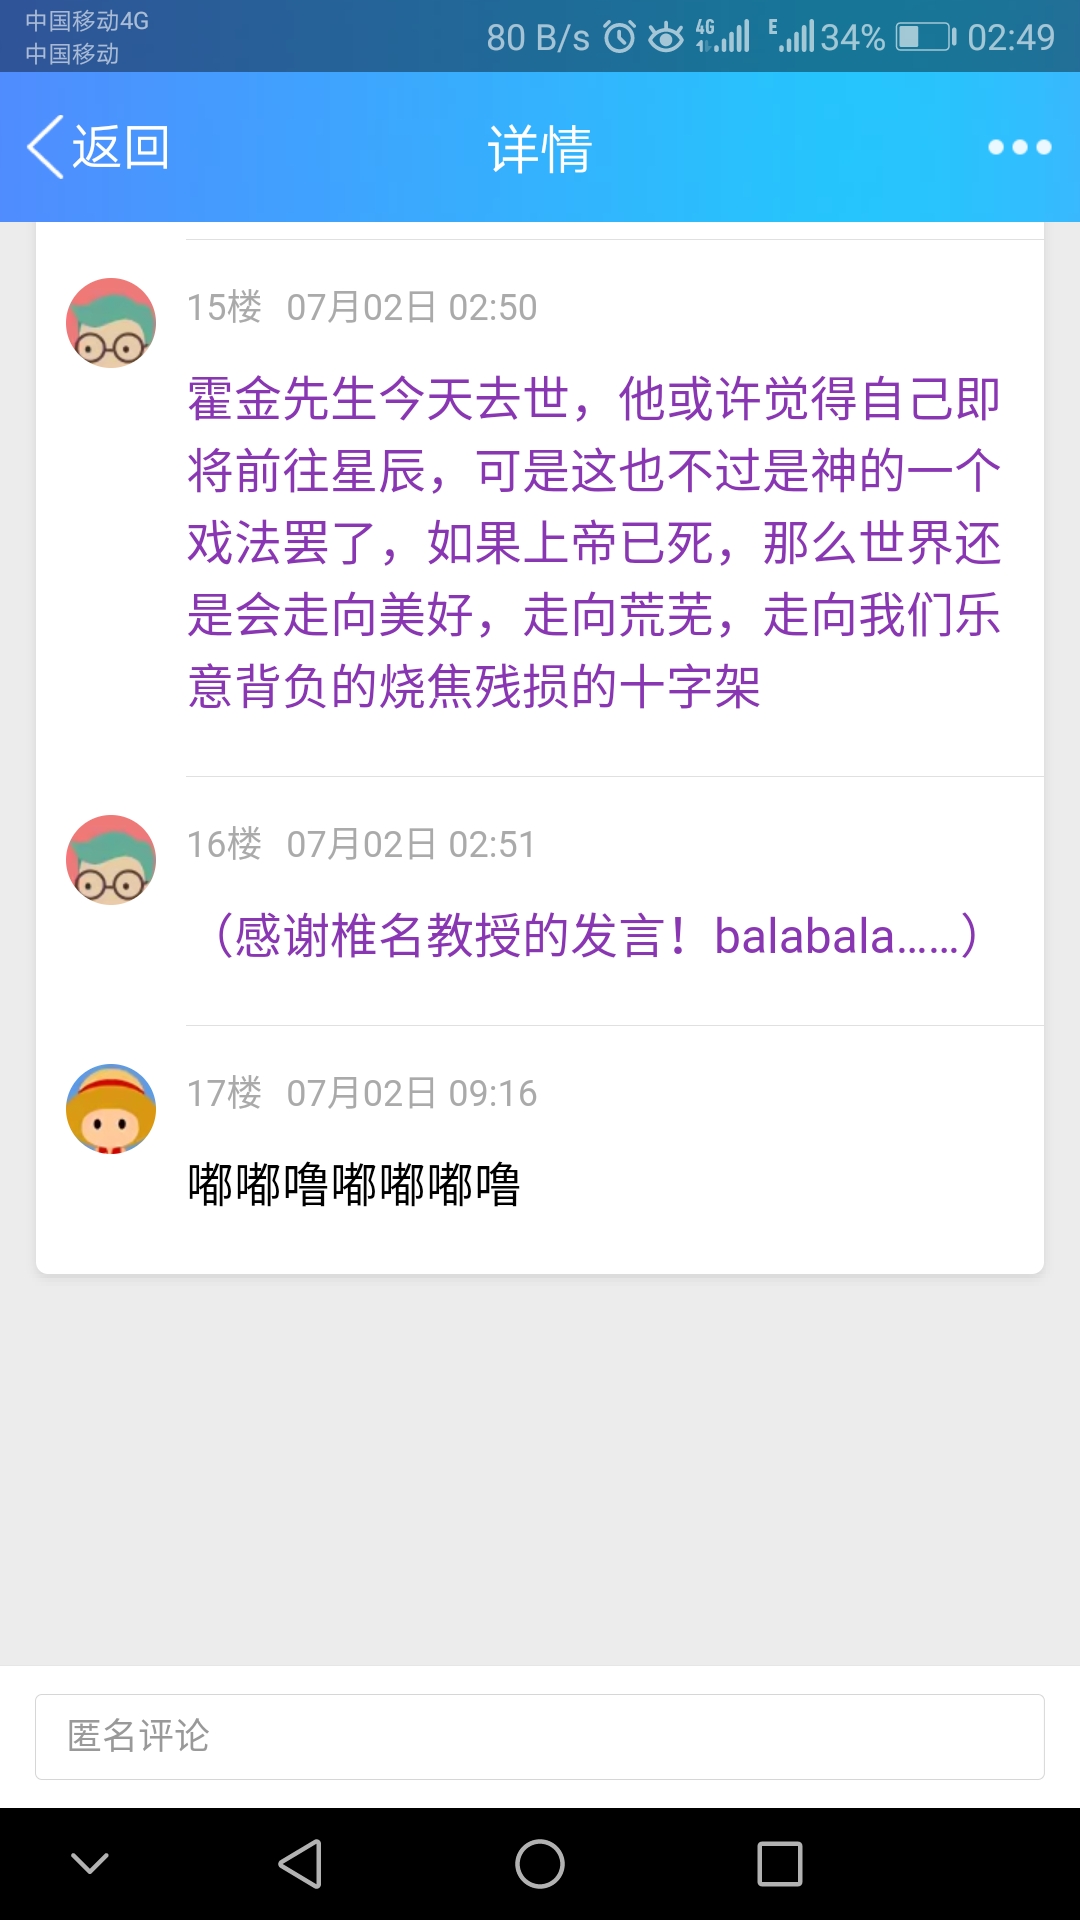 中国移动4G
中国移动
80 B/s 4G 1 E 34% 02:49
返回 详情
15楼 07月02日 02:50
霍金先生今天去世，他或许觉得自己即
将前往星辰，可是这也不过是神的一个
戏法罢了，如果上帝已死，那么世界还
是会走向美好，走向荒芜，走向我们乐
意背负的烧焦残损的十字架
16楼 07月02日 02:51
（感谢椎名教授的发言！balabala……）
17楼 07月02日 09:16
嘟嘟噜嘟嘟嘟噜
匿名评论